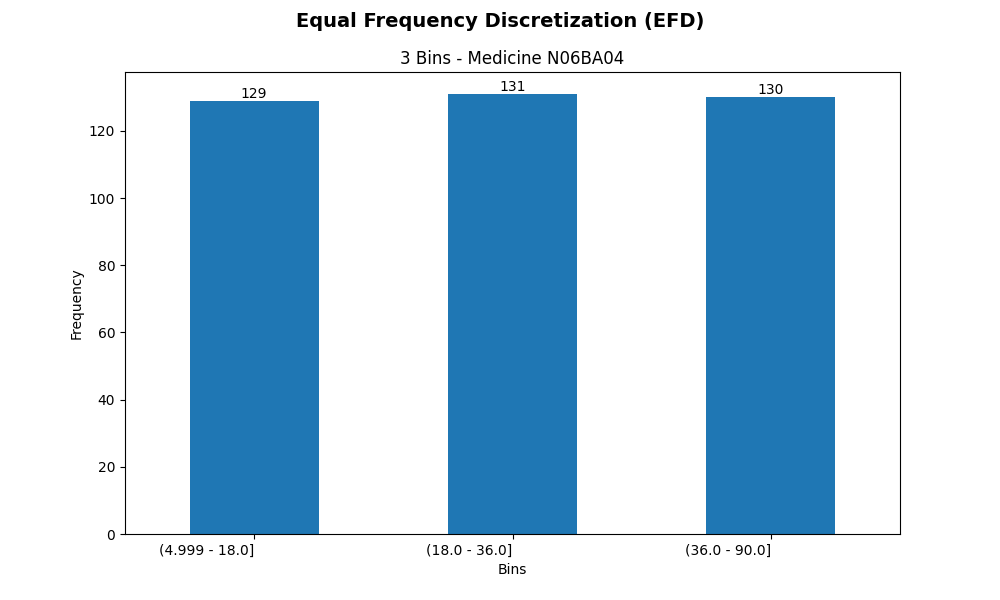 Equal Frequency Discretization (EFD)
3 Bins - Medicine N06BA04
129
131
130
120
100
80
60
40
20
0
Frequency
(4.999 - 18.0]
(18.0 - 36.0]
(36.0 - 90.0]
Bins